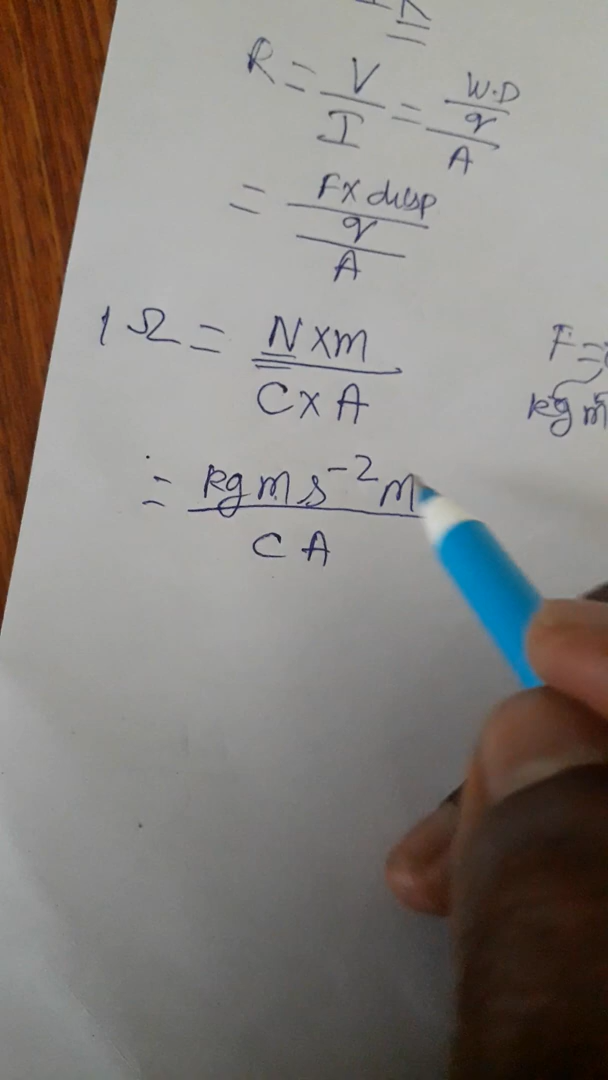 R = V / I = W.D / q / A
= F x disp / q / A
1 Ω = N x m / C x A
F =
kg m
= kg m s⁻² m / C A